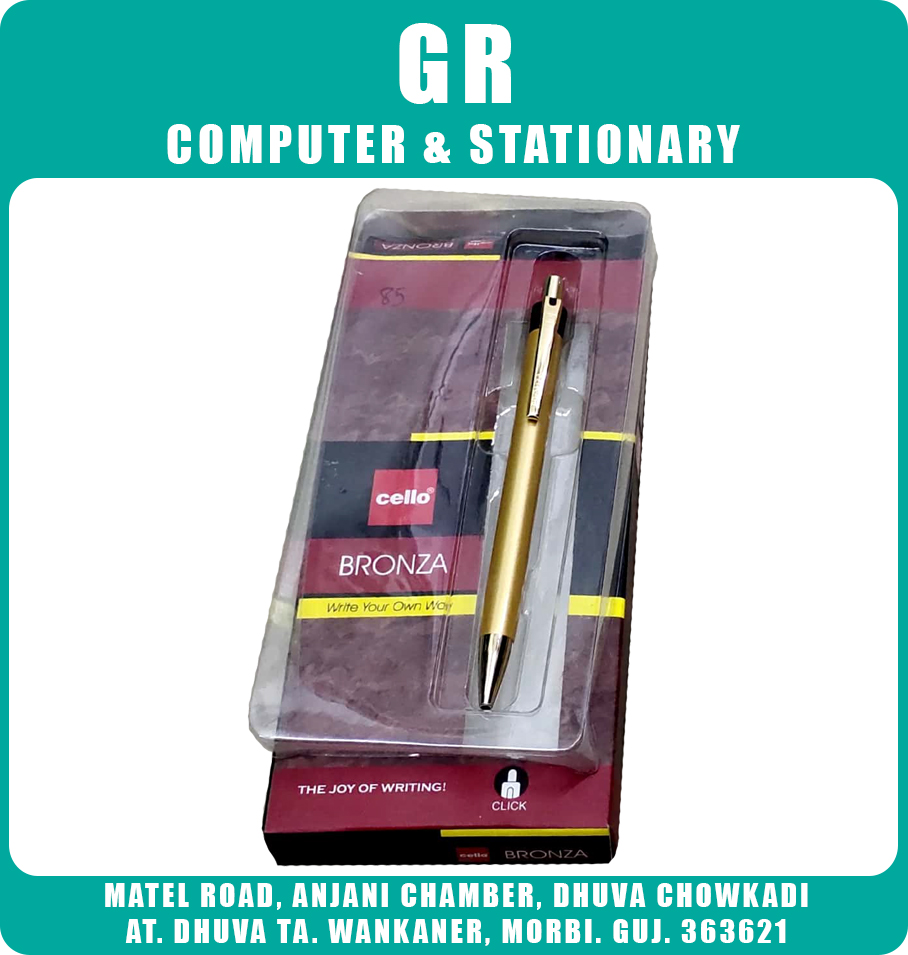 GR
COMPUTER & STATIONARY
BRONZA
85
cello®
BRONZA
Write Your Own Way
THE JOY OF WRITING!
CLICK
cello BRONZA
MATEL ROAD, ANJANI CHAMBER, DHUVA CHOWKADI
AT. DHUVA TA. WANKANER, MORBI. GUJ. 363621